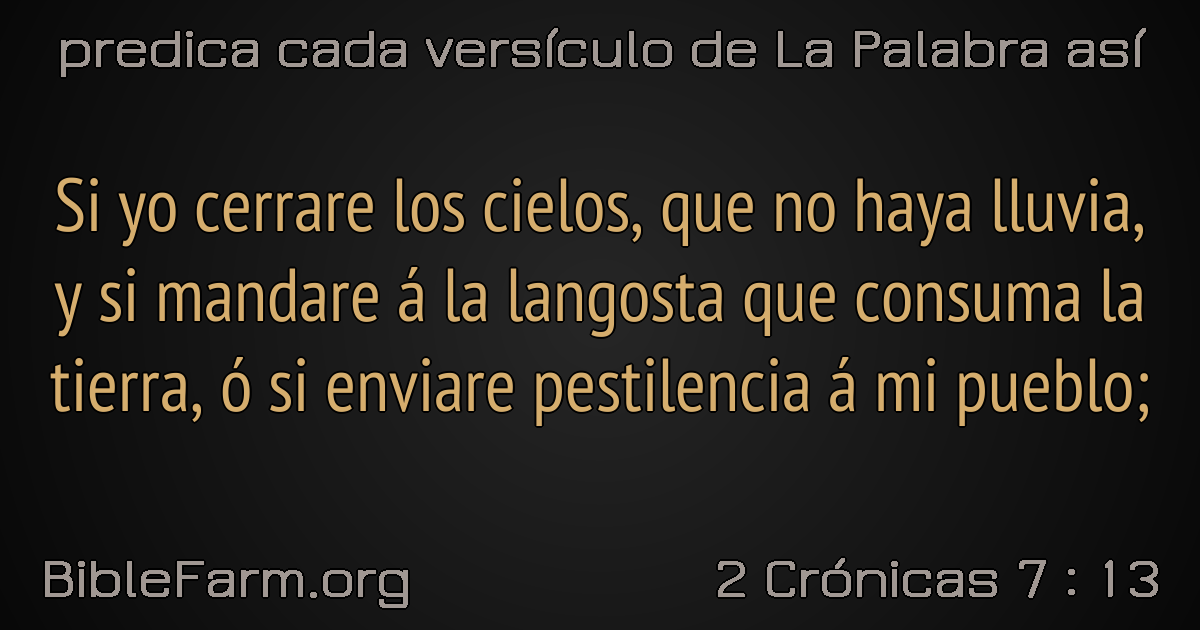 predica cada versículo de La Palabra así
Si yo cerrare los cielos, que no haya lluvia,
y si mandare á la langosta que consuma la
tierra, ó si enviare pestilencia á mi pueblo;
BibleFarm.org
2 Crónicas 7 : 13